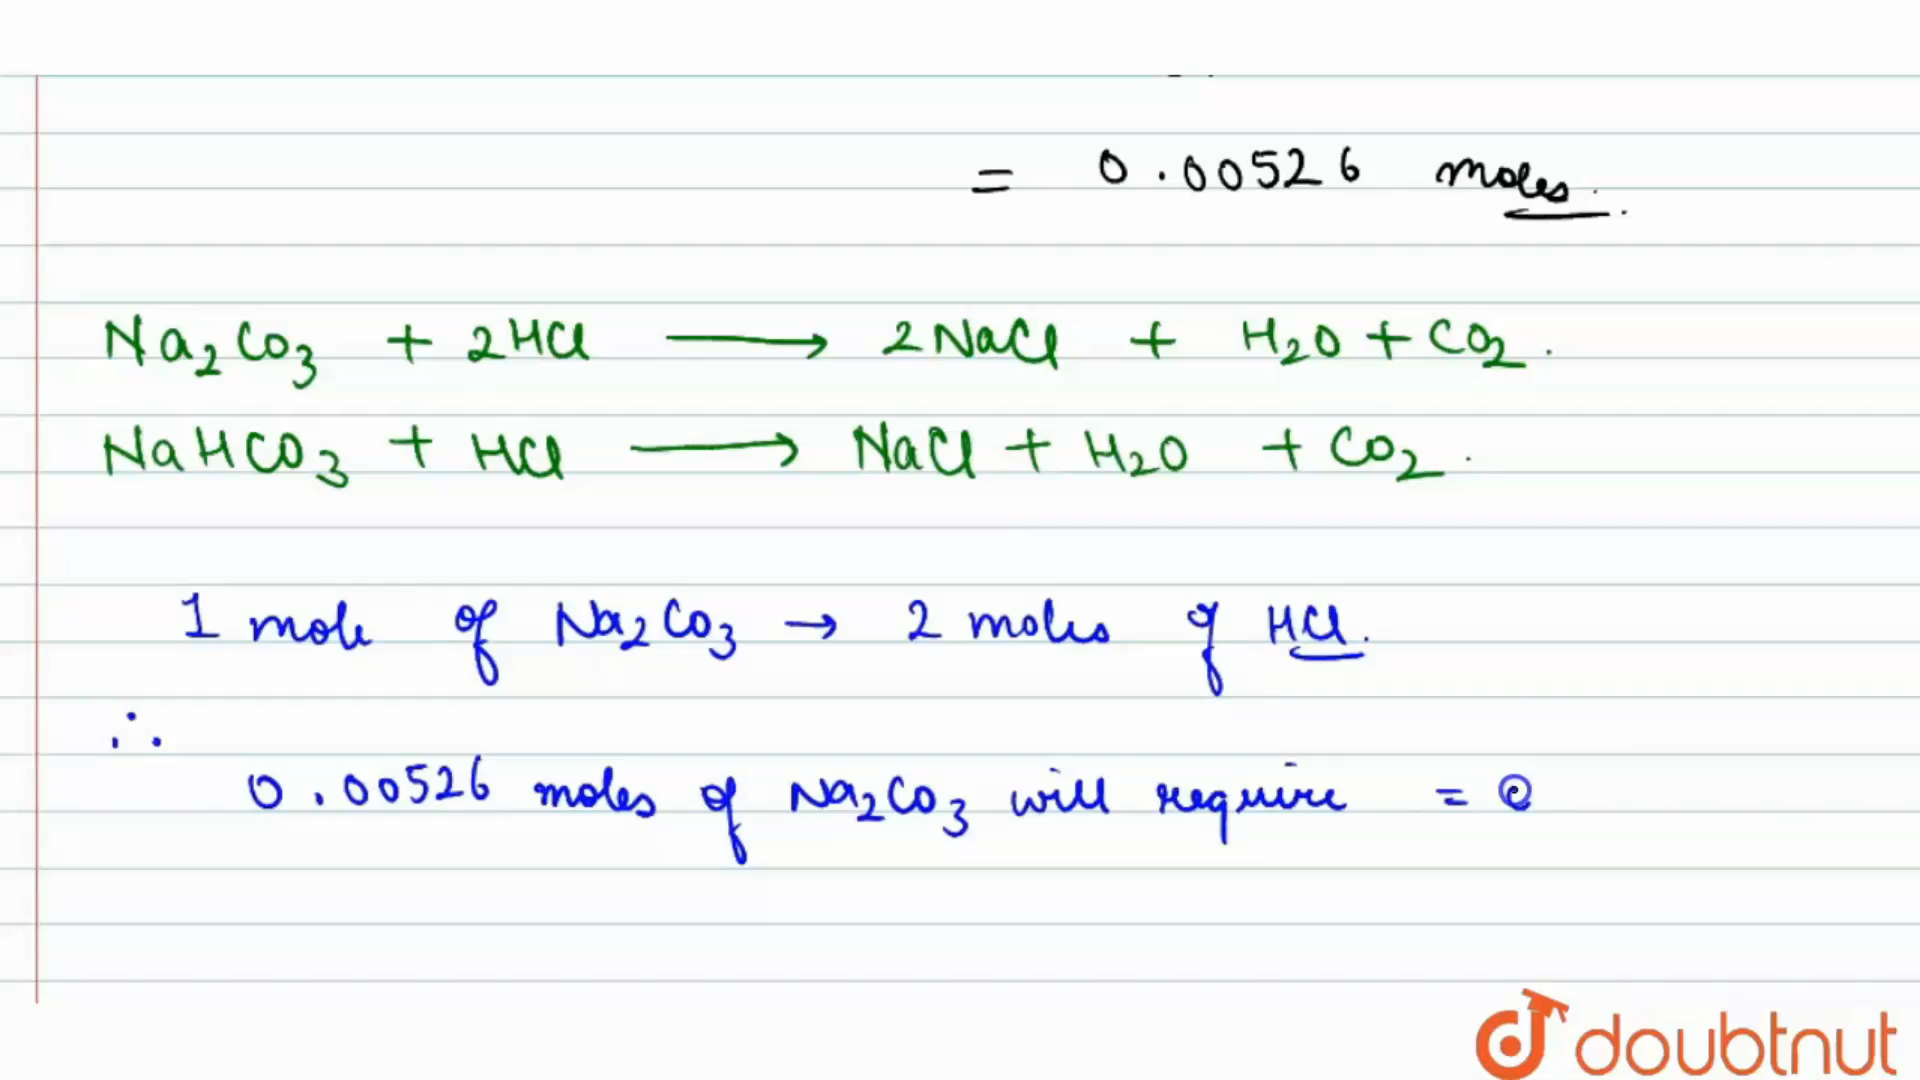 = 0.00526 moles.
Na₂CO₃ + 2HCl ⟶ 2NaCl + H₂O + CO₂.
NaHCO₃ + HCl ⟶ NaCl + H₂O + CO₂.
1 mole of Na₂CO₃ → 2 moles of HCl.
∴
0.00526 moles of Na₂CO₃ will require =
doubtnut